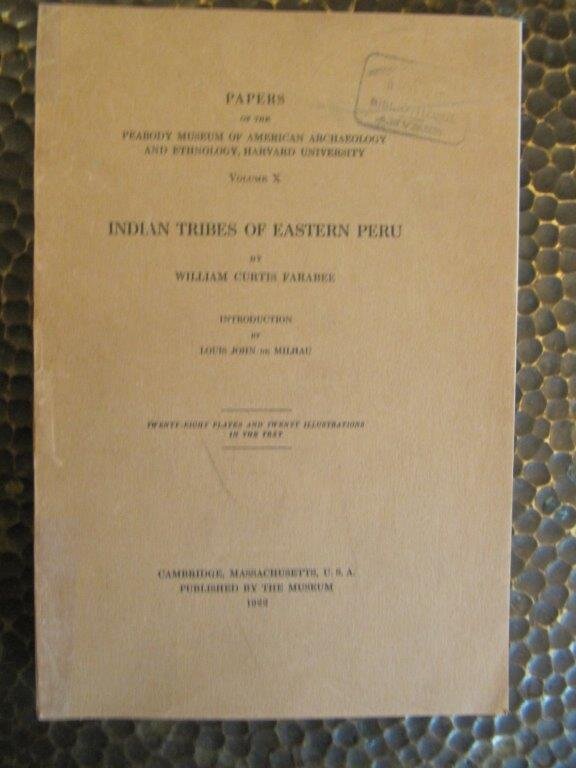 PAPERS
OF THE
PEABODY MUSEUM OF AMERICAN ARCHAEOLOGY
AND ETHNOLOGY, HARVARD UNIVERSITY
VOLUME X
INDIAN TRIBES OF EASTERN PERU
BY
WILLIAM CURTIS FARABEE
INTRODUCTION
BY
LOUIS JOHN DE MILHAU
TWENTY-EIGHT PLATES AND TWENTY ILLUSTRATIONS
IN THE TEXT
CAMBRIDGE, MASSACHUSETTS, U. S. A.
PUBLISHED BY THE MUSEUM
1922